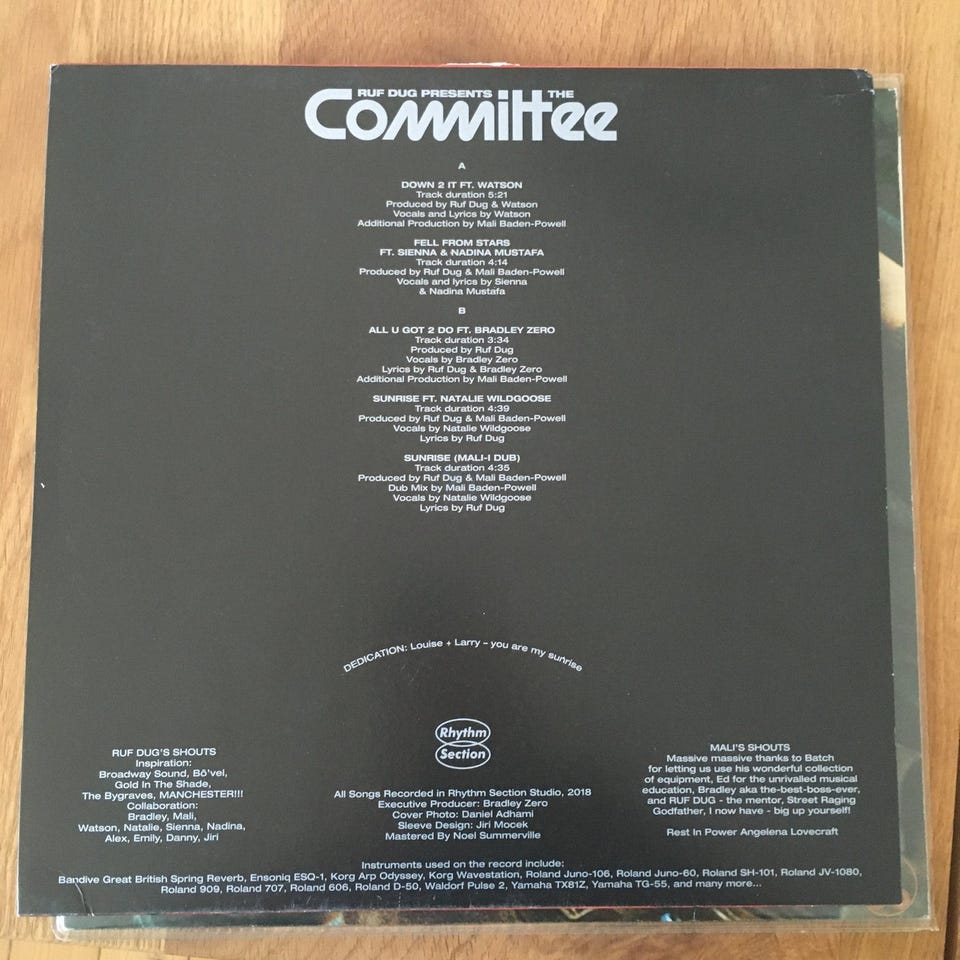 RUF DUG PRESENTS THE
Committee
A
DOWN 2 IT FT. WATSON
Track duration 5:21
Produced by Ruf Dug & Watson
Vocals and Lyrics by Watson
Additional Production by Mali Baden-Powell
FELL FROM STARS
FT. SIENNA & NADINA MUSTAFA
Track duration 4:14
Produced by Ruf Dug & Mali Baden-Powell
Vocals and lyrics by Sienna
& Nadina Mustafa
B
ALL U GOT 2 DO FT. BRADLEY ZERO
Track duration 3:34
Produced by Ruf Dug
Vocals by Bradley Zero
Lyrics by Ruf Dug & Bradley Zero
Additional Production by Mali Baden-Powell
SUNRISE FT. NATALIE WILDGOOSE
Track duration 4:39
Produced by Ruf Dug & Mali Baden-Powell
Vocals by Natalie Wildgoose
Lyrics by Ruf Dug
SUNRISE (MALI-I DUB)
Track duration 4:35
Produced by Ruf Dug & Mali Baden-Powell
Dub Mix by Mali Baden-Powell
Vocals by Natalie Wildgoose
Lyrics by Ruf Dug
DEDICATION: Louise + Larry - you are my sunrise
Rhythm
Section
RUF DUG'S SHOUTS
Inspiration:
Broadway Sound, Bô'vel,
Gold In The Shade,
The Bygraves, MANCHESTER!!!
Collaboration:
Bradley, Mali,
Watson, Natalie, Sienna, Nadina,
Alex, Emily, Danny, Jiri
All Songs Recorded in Rhythm Section Studio, 2018
Executive Producer: Bradley Zero
Cover Photo: Daniel Adhami
Sleeve Design: Jiri Mocek
Mastered By Noel Summerville
MALI'S SHOUTS
Massive massive thanks to Batch
for letting us use his wonderful collection
of equipment, Ed for the unrivalled musical
education, Bradley aka the-best-boss-ever,
and RUF DUG - the mentor, Street Raging
Godfather, I now have - big up yourself!
Rest In Power Angelena Lovecraft
Instruments used on the record include:
Bandive Great British Spring Reverb, Ensoniq ESQ-1, Korg Arp Odyssey, Korg Wavestation, Roland Juno-106, Roland Juno-60, Roland SH-101, Roland JV-1080,
Roland 909, Roland 707, Roland 606, Roland D-50, Waldorf Pulse 2, Yamaha TX81Z, Yamaha TG-55, and many more...